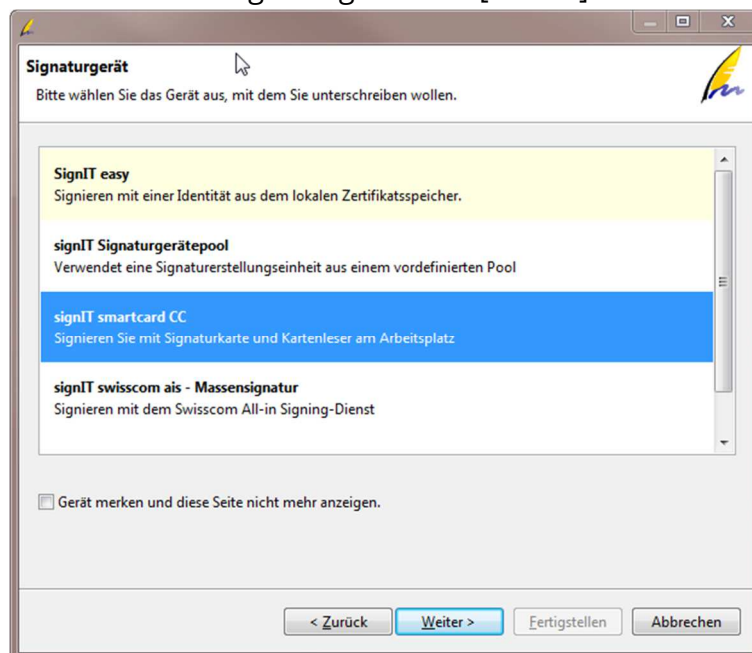 Signaturgerät
Bitte wählen Sie das Gerät aus, mit dem Sie unterschreiben wollen.
SignIT easy
Signieren mit einer Identität aus dem lokalen Zertifikatsspeicher.
signIT Signaturgerätepool
Verwendet eine Signaturerstellungseinheit aus einem vordefinierten Pool
signIT smartcard CC
Signieren Sie mit Signaturkarte und Kartenleser am Arbeitsplatz
signIT swisscom ais - Massensignatur
Signieren mit dem Swisscom All-in Signing-Dienst
Gerät merken und diese Seite nicht mehr anzeigen.
< Zurück Weiter > Fertigstellen Abbrechen